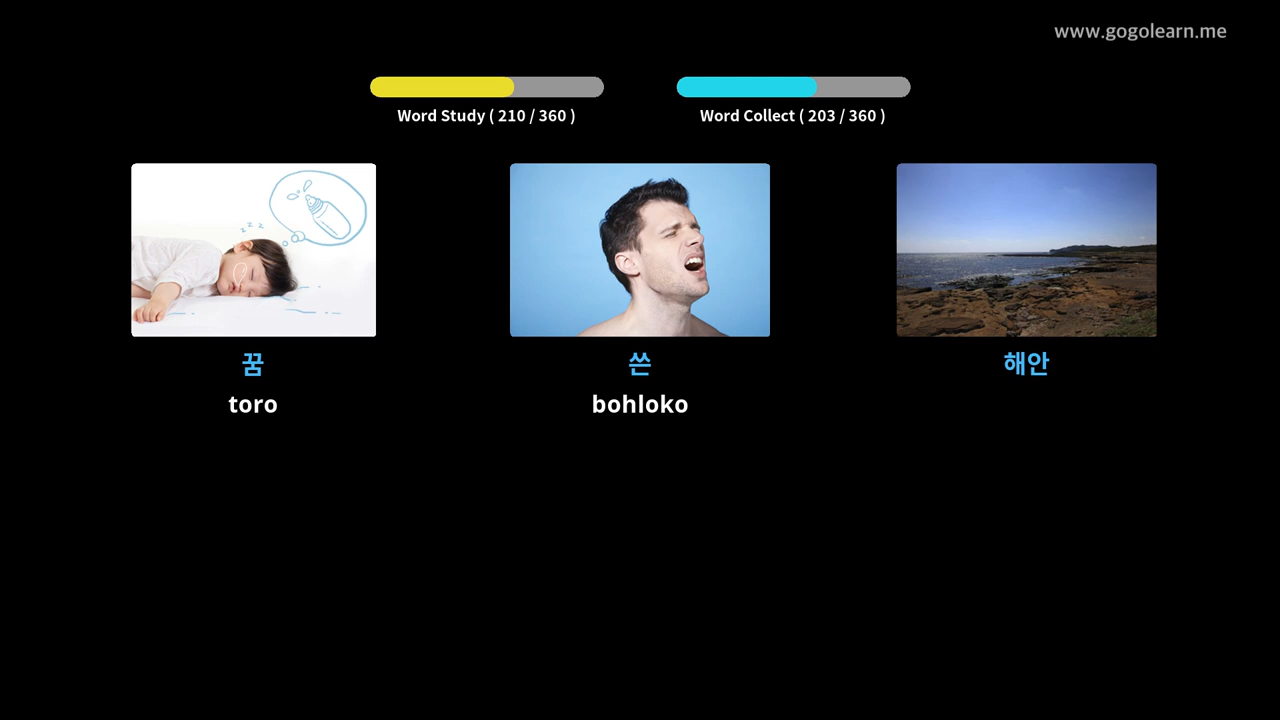 www.gogolearn.me
Word Study ( 210 / 360 )
Word Collect ( 203 / 360 )
z z z
꿈
쓴
해안
toro
bohloko